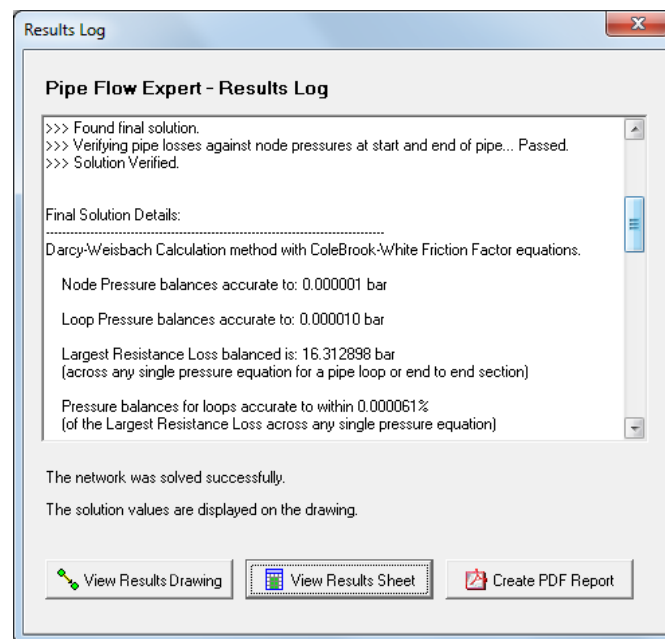 Results Log
Pipe Flow Expert - Results Log
>>> Found final solution.
>>> Verifying pipe losses against node pressures at start and end of pipe... Passed.
>>> Solution Verified.
Final Solution Details:
--------------------------------------------------------------------------------
Darcy-Weisbach Calculation method with ColeBrook-White Friction Factor equations.
Node Pressure balances accurate to: 0.000001 bar
Loop Pressure balances accurate to: 0.000010 bar
Largest Resistance Loss balanced is: 16.312898 bar
(across any single pressure equation for a pipe loop or end to end section)
Pressure balances for loops accurate to within 0.000061%
(of the Largest Resistance Loss across any single pressure equation)
The network was solved successfully.
The solution values are displayed on the drawing.
View Results Drawing
View Results Sheet
Create PDF Report